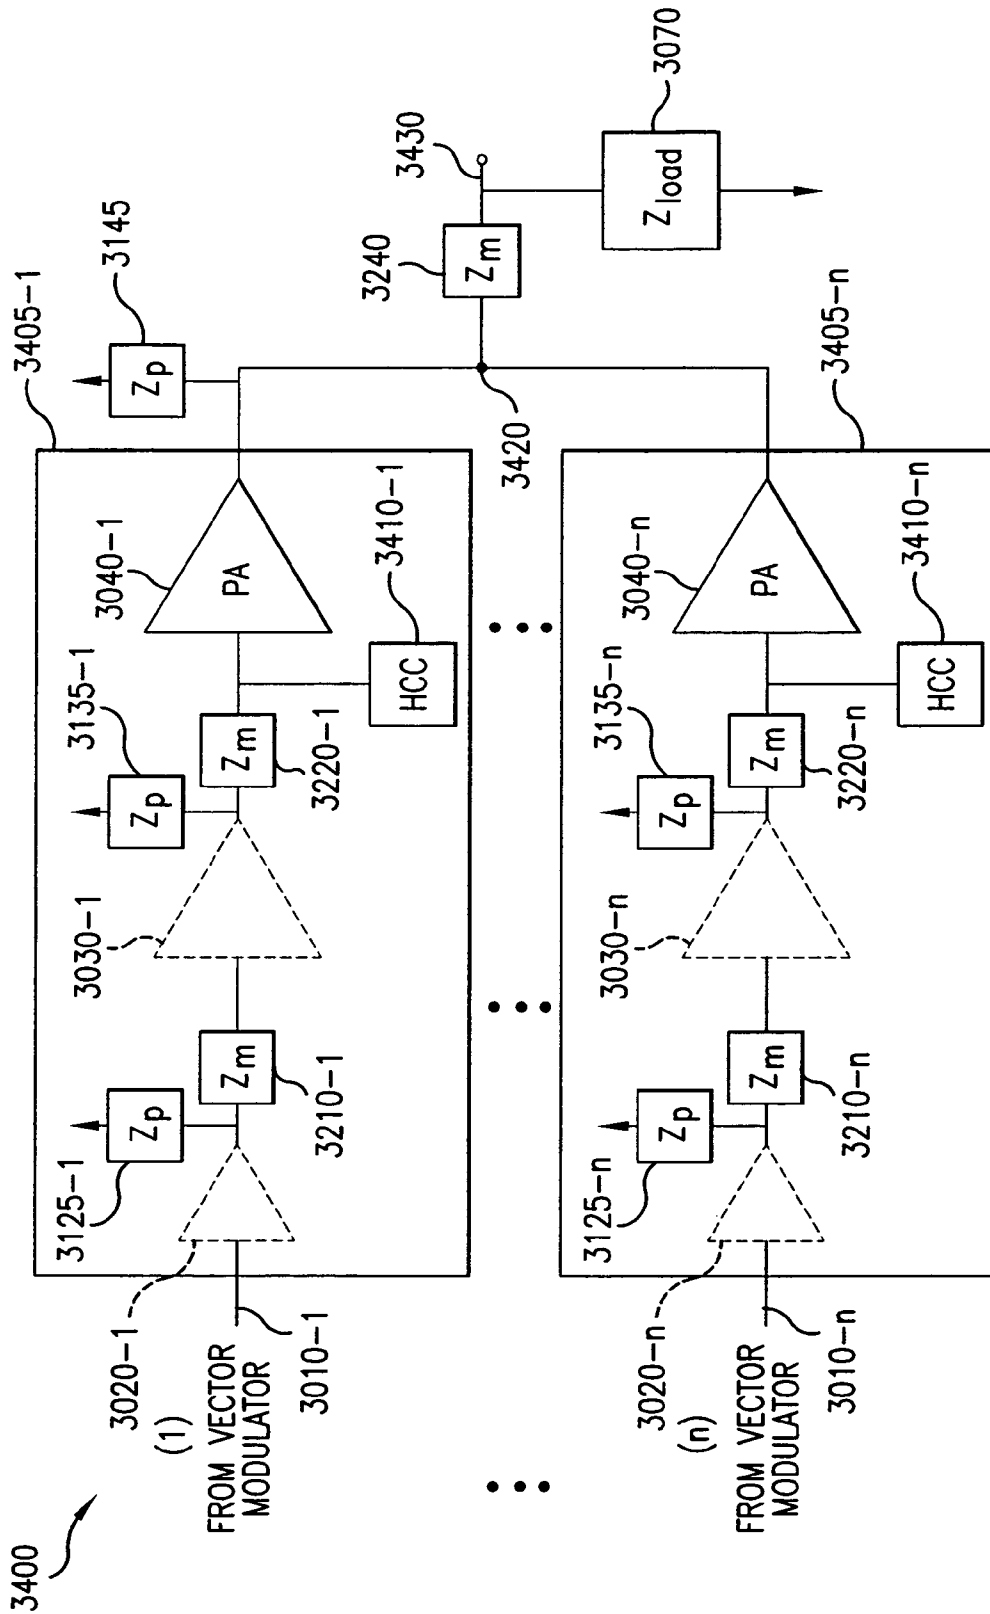 3400
(1)
FROM VECTOR
MODULATOR
3010-1
3020-1
3125-1
Zp
Zm
3210-1
3030-1
3135-1
Zp
Zm
3220-1
3040-1
PA
HCC
3410-1
3405-1
3145
Zp
3420
3240
Zm
3430
Zload
3070
(n)
FROM VECTOR
MODULATOR
3010-n
3020-n
3125-n
Zp
Zm
3210-n
3030-n
3135-n
Zp
Zm
3220-n
3040-n
PA
HCC
3410-n
3405-n